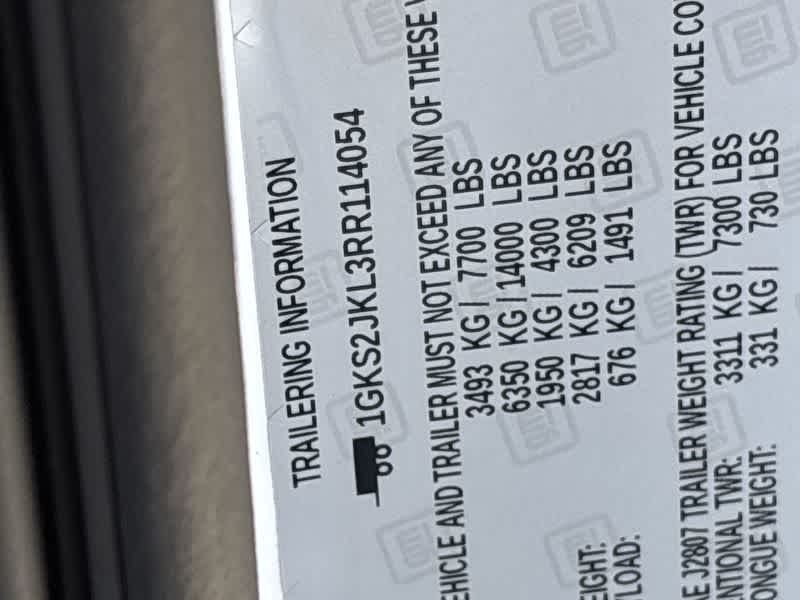 TRAILERING INFORMATION
1GKS2JKL3RR114054
EHICLE AND TRAILER MUST NOT EXCEED ANY OF THESE
3493 KG / 7700 LBS
6350 KG / 14000 LBS
1950 KG / 4300 LBS
2817 KG / 6209 LBS
EIGHT: 676 KG / 1491 LBS
LOAD:
AE J2807 TRAILER WEIGHT RATING (TWR) FOR VEHICLE CO
NTIONAL TWR: 3311 KG / 7300 LBS
ONGUE WEIGHT: 331 KG / 730 LBS